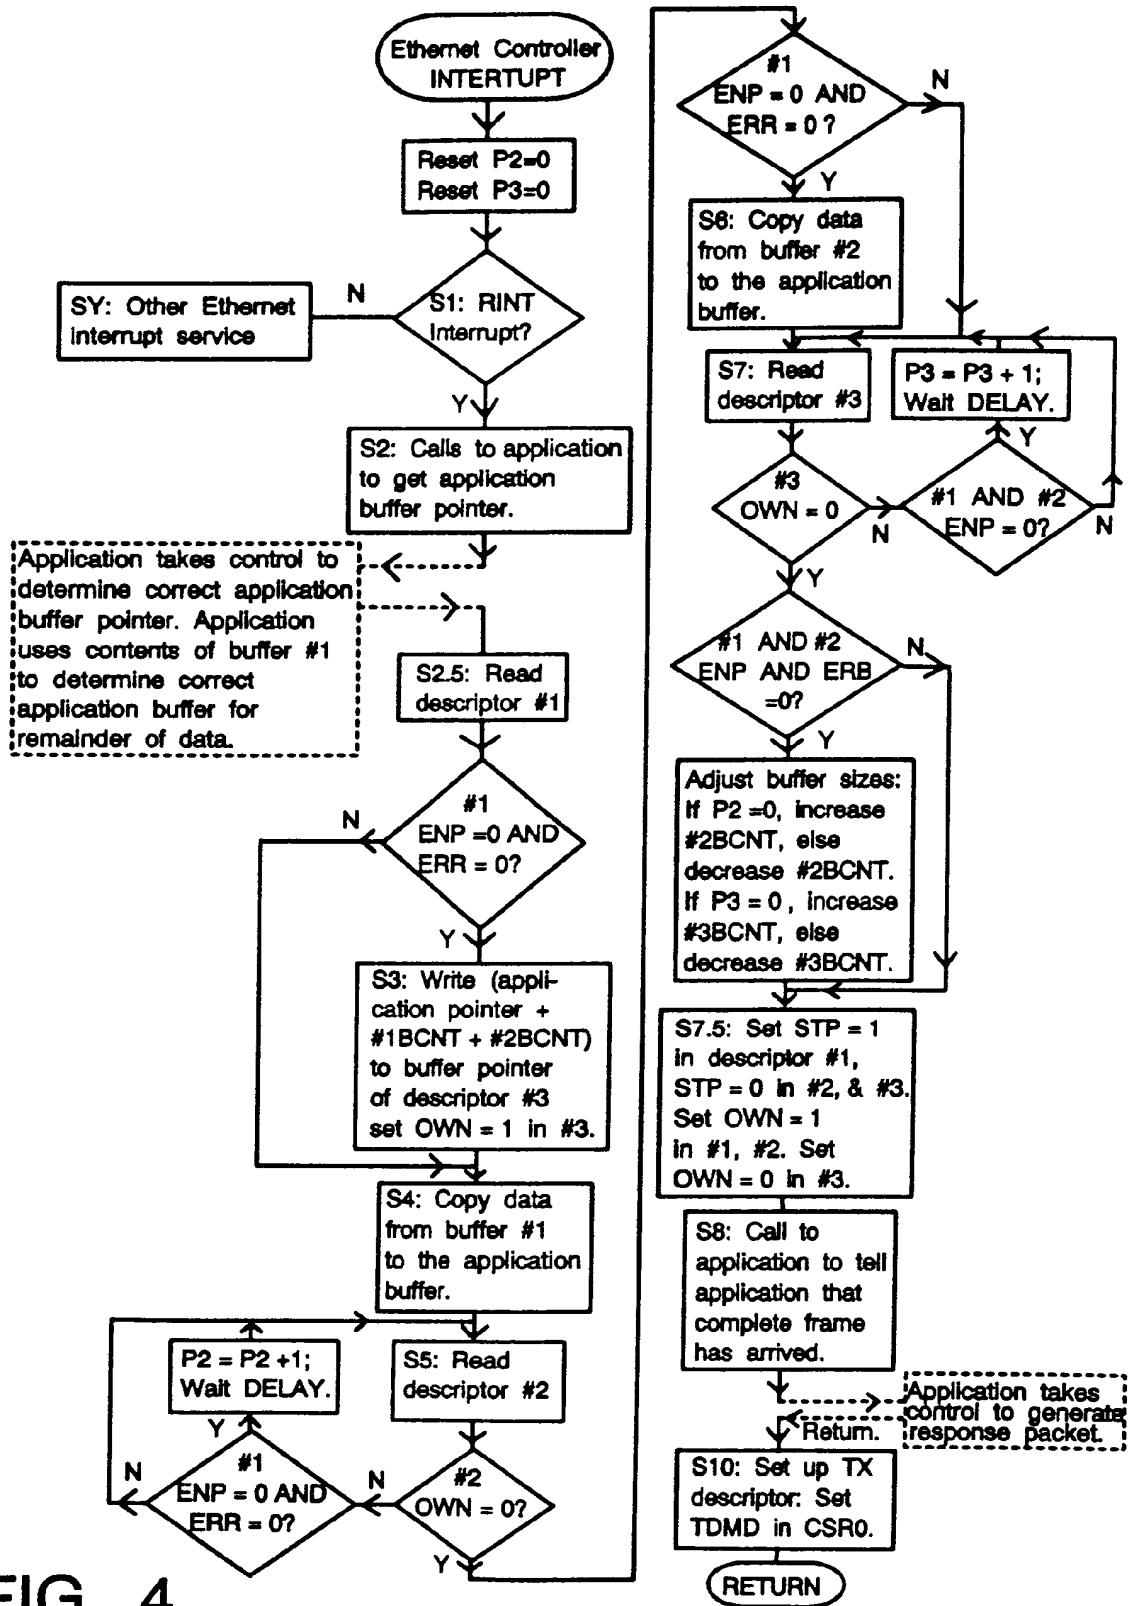 Ethernet Controller
INTERTUPT
Reset P2=0
Reset P3=0
S1: RINT
Interrupt?
N
SY: Other Ethernet
interrupt service
Y
S2: Calls to application
to get application
buffer pointer.
Application takes control to
determine correct application
buffer pointer. Application
uses contents of buffer #1
to determine correct
application buffer for
remainder of data.
S2.5: Read
descriptor #1
#1
ENP =0 AND
ERR = 0?
N
Y
S3: Write (appli-
cation pointer +
#1BCNT + #2BCNT)
to buffer pointer
of descriptor #3
set OWN = 1 in #3.
S4: Copy data
from buffer #1
to the application
buffer.
P2 = P2 +1;
Wait DELAY.
S5: Read
descriptor #2
Y
#1
ENP = 0 AND
ERR = 0?
N
N
#2
OWN = 0?
Y
#1
ENP = 0 AND
ERR = 0 ?
N
Y
S6: Copy data
from buffer #2
to the application
buffer.
S7: Read
descriptor #3
P3 = P3 + 1;
Wait DELAY.
Y
#3
OWN = 0
N
#1 AND #2
ENP = 0?
N
Y
#1 AND #2
ENP AND ERB
=0?
N
Y
Adjust buffer sizes:
If P2 =0, increase
#2BCNT, else
decrease #2BCNT.
If P3 = 0 , increase
#3BCNT, else
decrease #3BCNT.
S7.5: Set STP = 1
in descriptor #1,
STP = 0 in #2, & #3.
Set OWN = 1
in #1, #2. Set
OWN = 0 in #3.
S8: Call to
application to tell
application that
complete frame
has arrived.
Application takes
control to generate
response packet.
Return.
S10: Set up TX
descriptor: Set
TDMD in CSR0.
RETURN
FIG. 4